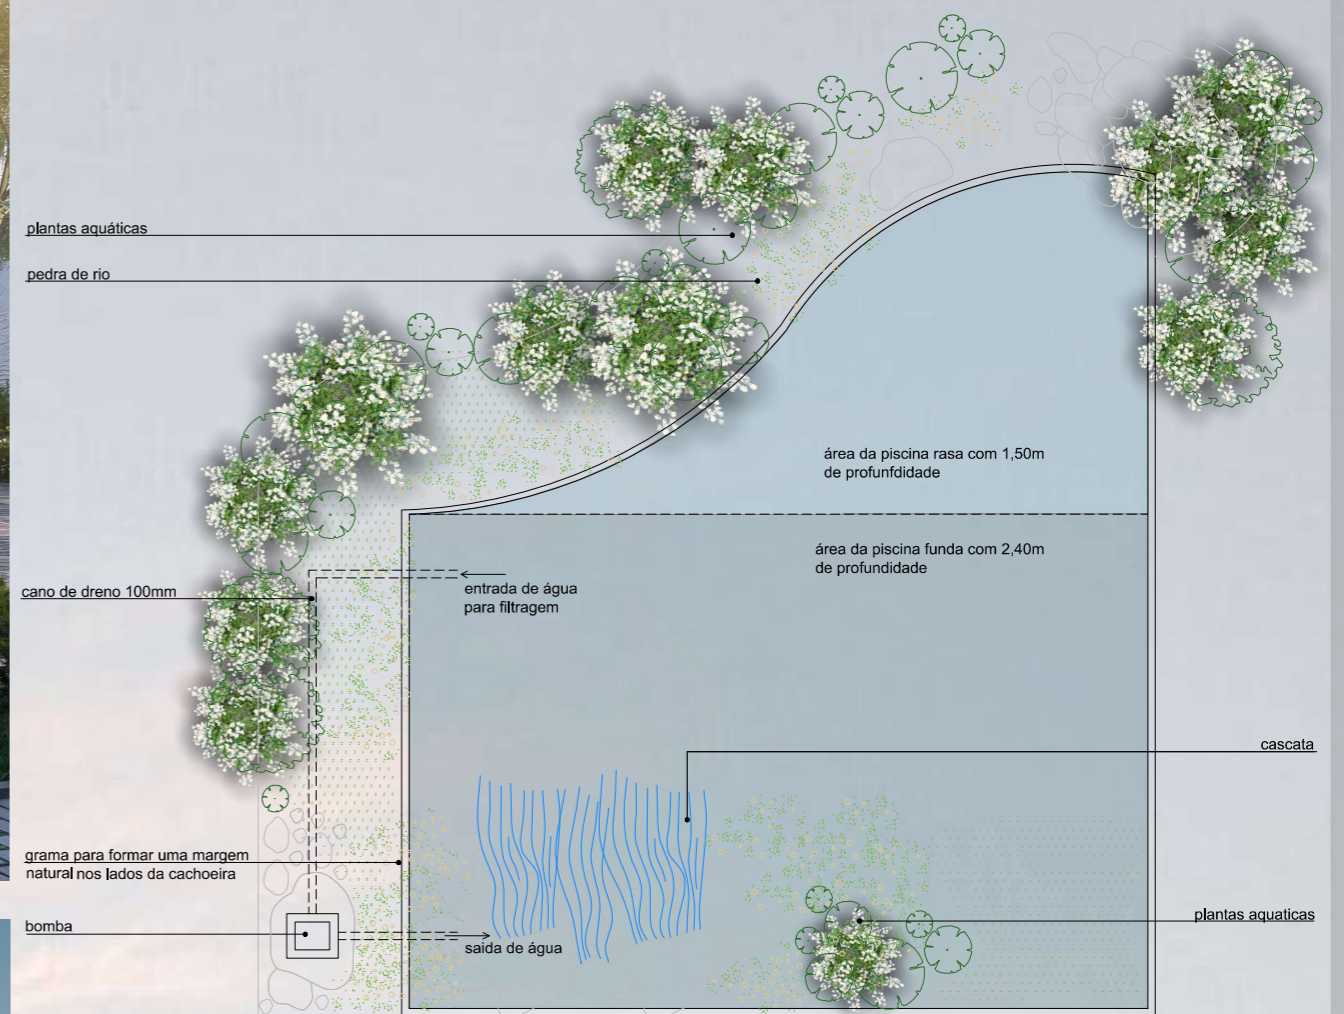 plantas aquáticas
pedra de rio
área da piscina rasa com 1,50m
de profunfdidade
área da piscina funda com 2,40m
de profundidade
entrada de água
para filtragem
cano de dreno 100mm
cascata
grama para formar uma margem
natural nos lados da cachoeira
plantas aquaticas
bomba
saida de água